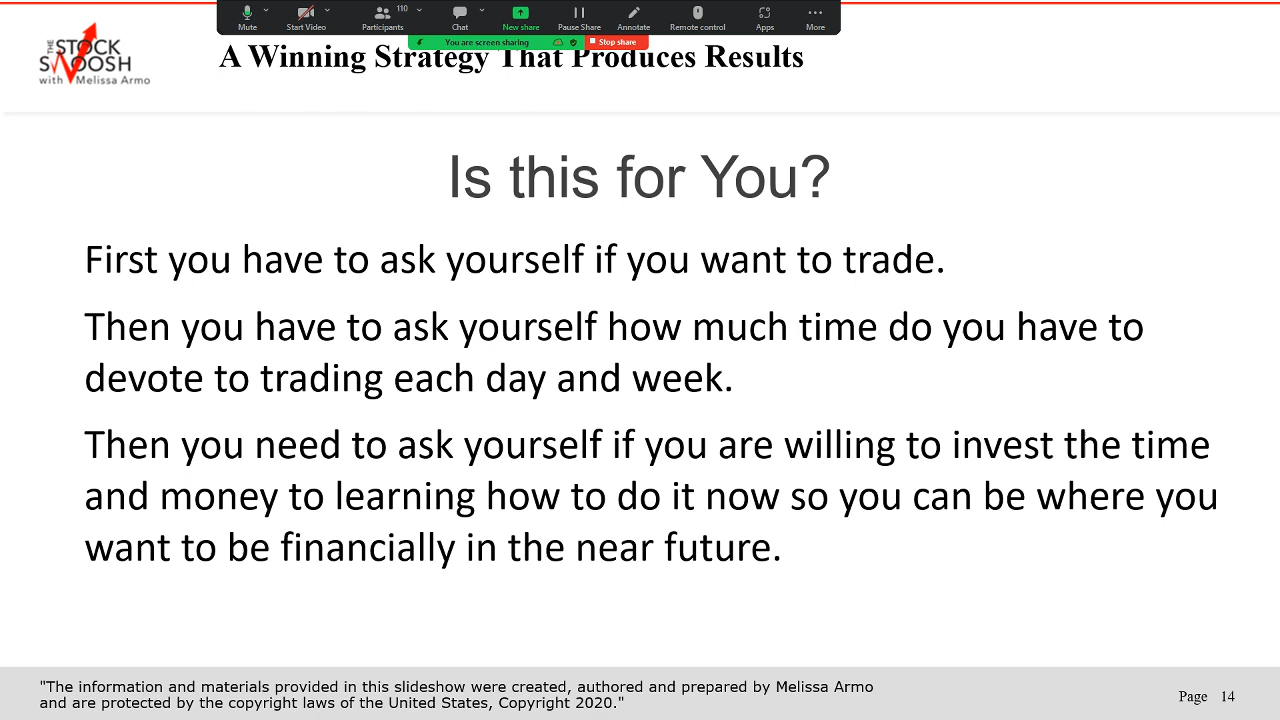 Mute
Start Video
Participants
110
Chat
New share
Pause Share
Annotate
Remote control
Apps
More
You are screen sharing
Stop share
THE
STOCK
SWOOSH
with Melissa Armo
A Winning Strategy That Produces Results
Is this for You?
First you have to ask yourself if you want to trade.
Then you have to ask yourself how much time do you have to
devote to trading each day and week.
Then you need to ask yourself if you are willing to invest the time
and money to learning how to do it now so you can be where you
want to be financially in the near future.
"The information and materials provided in this slideshow were created, authored and prepared by Melissa Armo
and are protected by the copyright laws of the United States, Copyright 2020."
Page 14